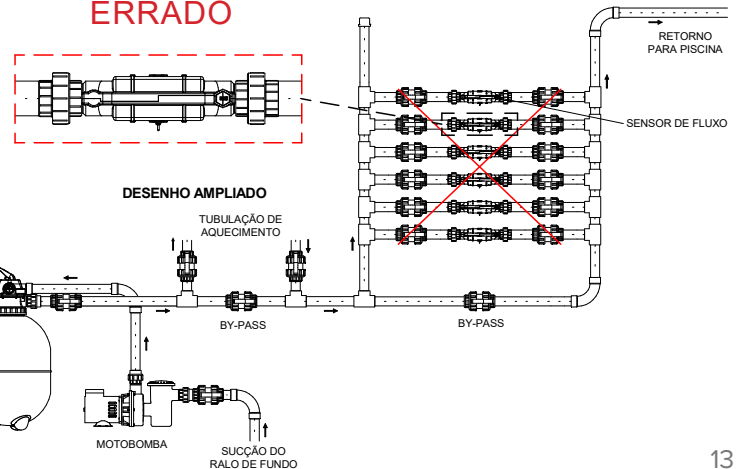 ERRADO
RETORNO
PARA PISCINA
SENSOR DE FLUXO
DESENHO AMPLIADO
TUBULAÇÃO DE
AQUECIMENTO
BY-PASS
BY-PASS
MOTOBOMBA
SUCÇÃO DO
RALO DE FUNDO
13